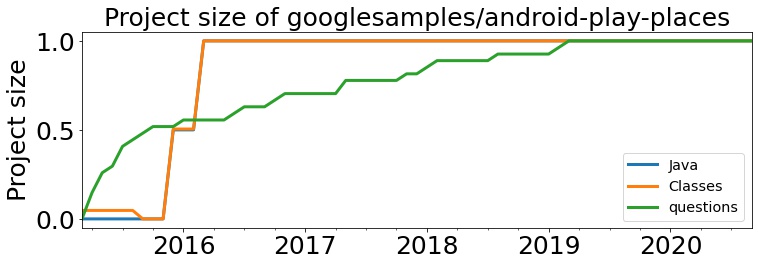 Project size of googlesamples/android-play-places
Project size
1.0
0.5
0.0
Java
Classes
questions
2016 2017 2018 2019 2020